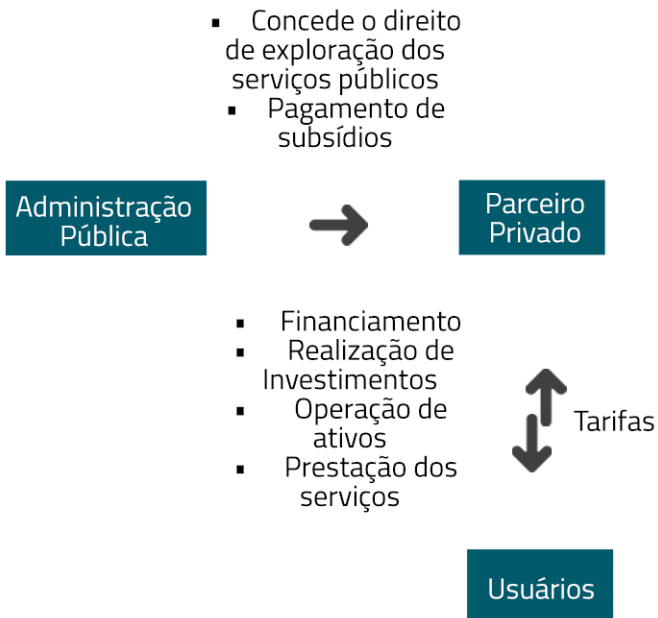 ▪ Concede o direito
de exploração dos
serviços públicos
▪ Pagamento de
subsídios
Administração
Pública
Parceiro
Privado
▪ Financiamento
▪ Realização de
Investimentos
▪ Operação de
ativos
▪ Prestação dos
serviços
Tarifas
Usuários